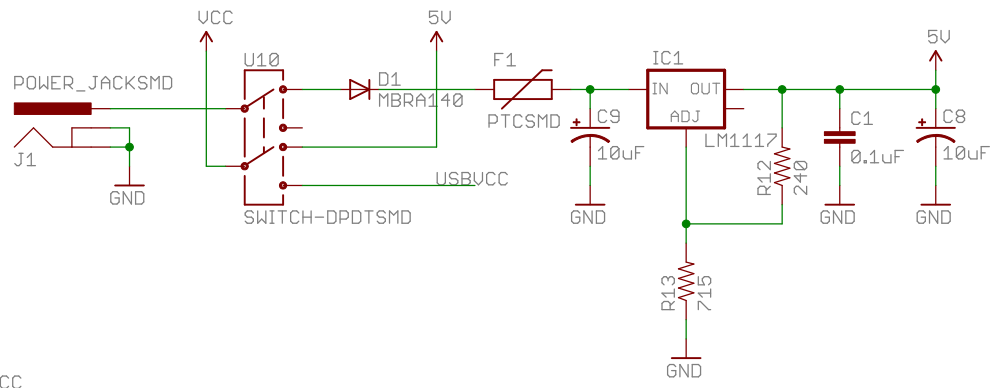 VCC
5V
5V
U10
F1
IC1
POWER_JACKSMD
D1
MBRA140
IN
OUT
PTCSMD
C9
ADJ
LM1117
C1
C8
J1
10uF
0.1uF
10uF
R12
240
USBVCC
GND
SWITCH-DPDTSMD
GND
GND
GND
R13
715
GND
CC